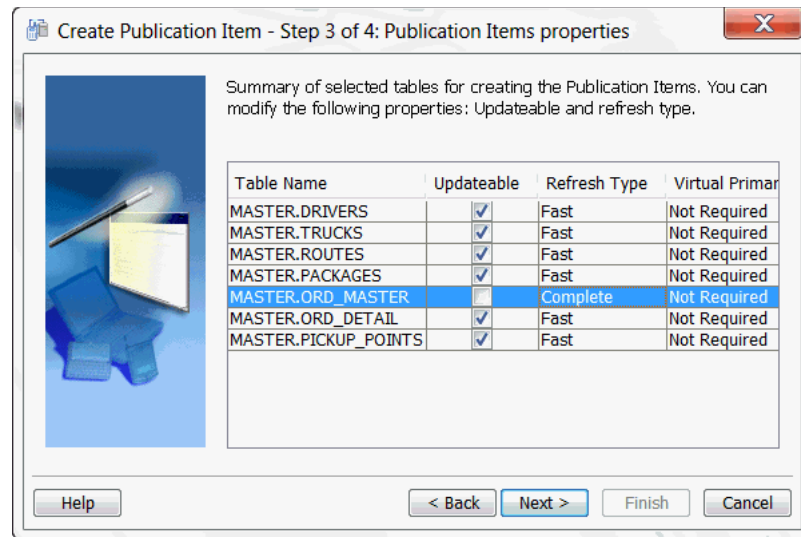 Create Publication Item - Step 3 of 4: Publication Items properties
Summary of selected tables for creating the Publication Items. You can
modify the following properties: Updateable and refresh type.
Table Name Updateable Refresh Type Virtual Primar
MASTER.DRIVERS Fast Not Required
MASTER.TRUCKS Fast Not Required
MASTER.ROUTES Fast Not Required
MASTER.PACKAGES Fast Not Required
MASTER.ORD_MASTER Complete Not Required
MASTER.ORD_DETAIL Fast Not Required
MASTER.PICKUP_POINTS Fast Not Required
Help < Back Next > Finish Cancel